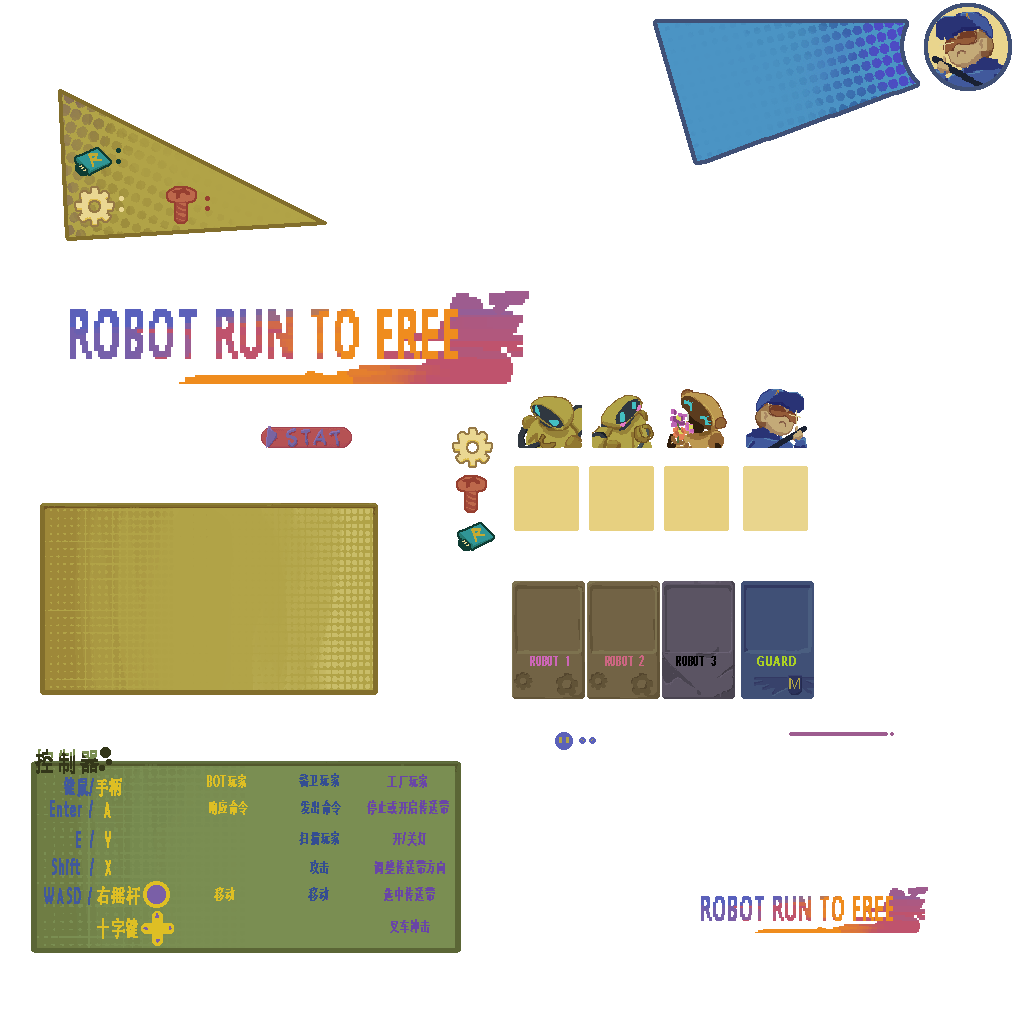 ROBOT RUN TO FREE
STAT
ROBOT 1
ROBOT 2
ROBOT 3
GUARD
M
控制器
键鼠/手柄 BOT玩家 警卫玩家 工厂玩家
Enter / A 响应命令 发出命令 停止或开启传送带
E / Y 扫描玩家 开/关灯
Shift / X 攻击 调整传送带方向
WASD / 右摇杆 移动 移动 选中传送带
十字键 叉车冲击
ROBOT RUN TO FREE